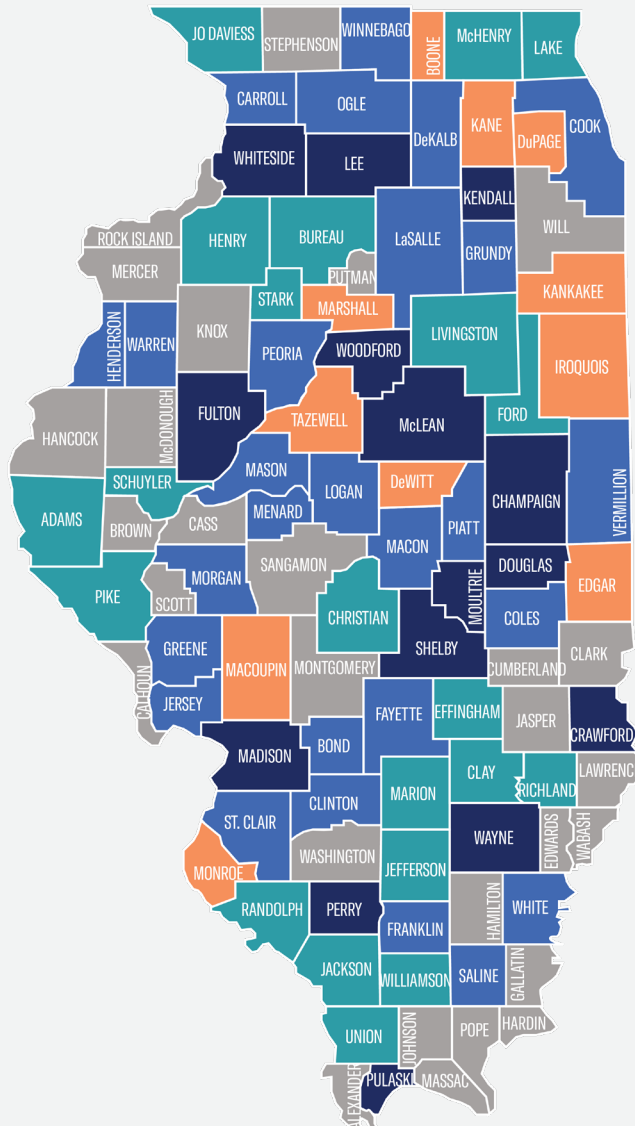 JO DAVIESS
STEPHENSON
WINNEBAGO
BOONE
McHENRY
LAKE
CARROLL
OGLE
DeKALB
KANE
DuPAGE
COOK
WHITESIDE
LEE
KENDALL
ROCK ISLAND
HENRY
BUREAU
LaSALLE
GRUNDY
WILL
MERCER
PUTMAN
KANKAKEE
STARK
MARSHALL
HENDERSON
WARREN
KNOX
PEORIA
WOODFORD
LIVINGSTON
IROQUOIS
HANCOCK
McDONOUGH
FULTON
TAZEWELL
McLEAN
FORD
SCHUYLER
MASON
LOGAN
DeWITT
CHAMPAIGN
VERMILLION
ADAMS
BROWN
CASS
MENARD
MACON
PIATT
PIKE
SCOTT
MORGAN
SANGAMON
CHRISTIAN
MOULTRIE
DOUGLAS
EDGAR
COLES
GREENE
MACOUPIN
MONTGOMERY
SHELBY
CUMBERLAND
CLARK
CALHOUN
JERSEY
FAYETTE
EFFINGHAM
JASPER
CRAWFORD
MADISON
BOND
CLAY
RICHLAND
LAWRENC
ST. CLAIR
CLINTON
MARION
WAYNE
EDWARDS
WABASH
MONROE
WASHINGTON
JEFFERSON
RANDOLPH
PERRY
FRANKLIN
HAMILTON
WHITE
JACKSON
WILLIAMSON
SALINE
GALLATIN
UNION
JOHNSON
POPE
HARDIN
ALEXANDER
PULASKI
MASSAC